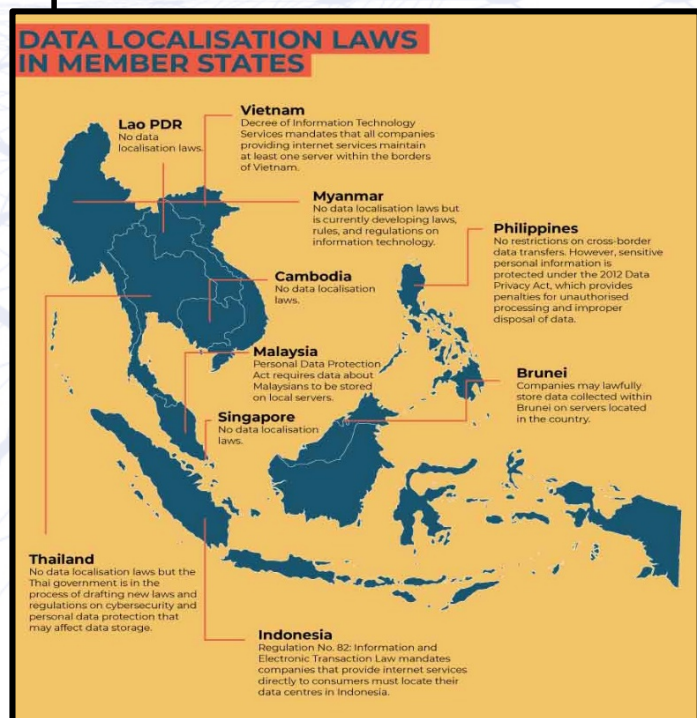 DATA LOCALISATION LAWS
IN MEMBER STATES
Lao PDR
No data
localisation laws.
Vietnam
Decree of Information Technology
Services mandates that all companies
providing internet services maintain
at least one server within the borders
of Vietnam.
Myanmar
No data localisation laws but
is currently developing laws,
rules, and regulations on
information technology.
Philippines
No restrictions on cross-border
data transfers. However, sensitive
personal information is
protected under the 2012 Data
Privacy Act, which provides
penalties for unauthorised
processing and improper
disposal of data.
Cambodia
No data localisation
laws.
Malaysia
Personal Data Protection
Act requires data about
Malaysians to be stored
on local servers.
Brunei
Companies may lawfully
store data collected within
Brunei on servers located
in the country.
Singapore
No data localisation
laws.
Thailand
No data localisation laws but the
Thai government is in the
process of drafting new laws and
regulations on cybersecurity and
personal data protection that
may affect data storage.
Indonesia
Regulation No. 82: Information and
Electronic Transaction Law mandates
companies that provide internet services
directly to consumers must locate their
data centres in Indonesia.